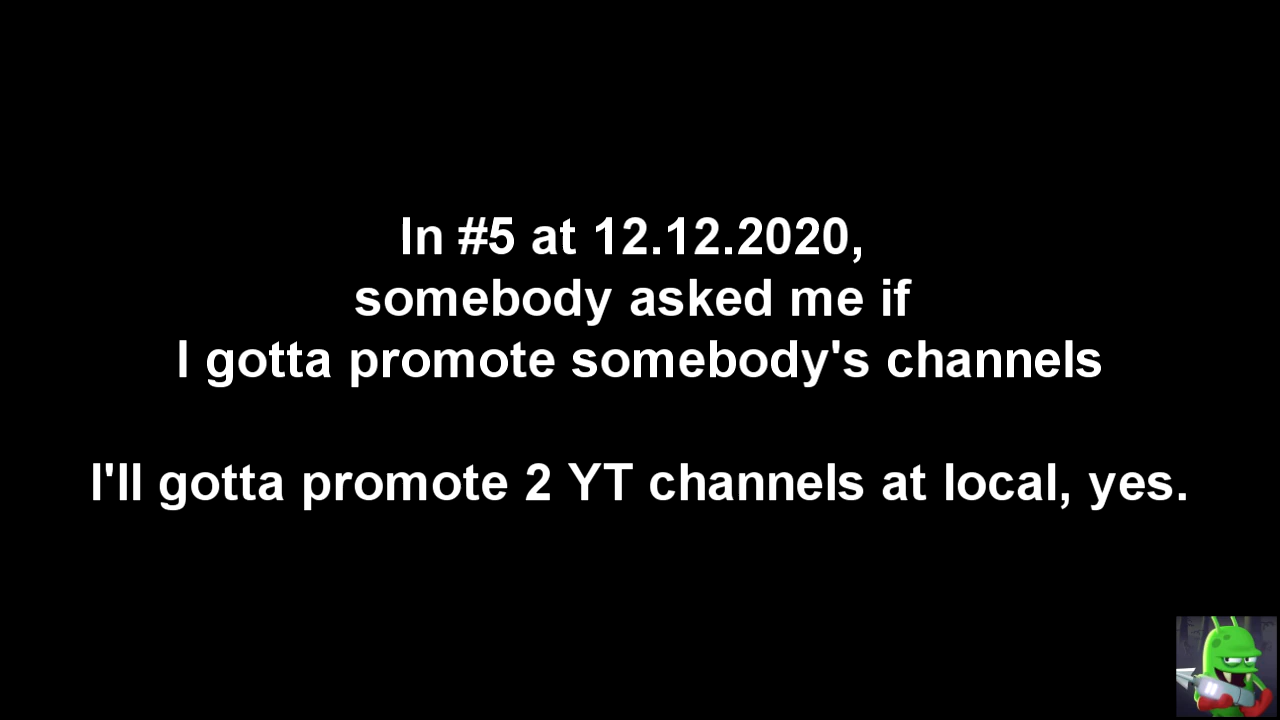 In #5 at 12.12.2020,
somebody asked me if
I gotta promote somebody's channels
I'll gotta promote 2 YT channels at local, yes.